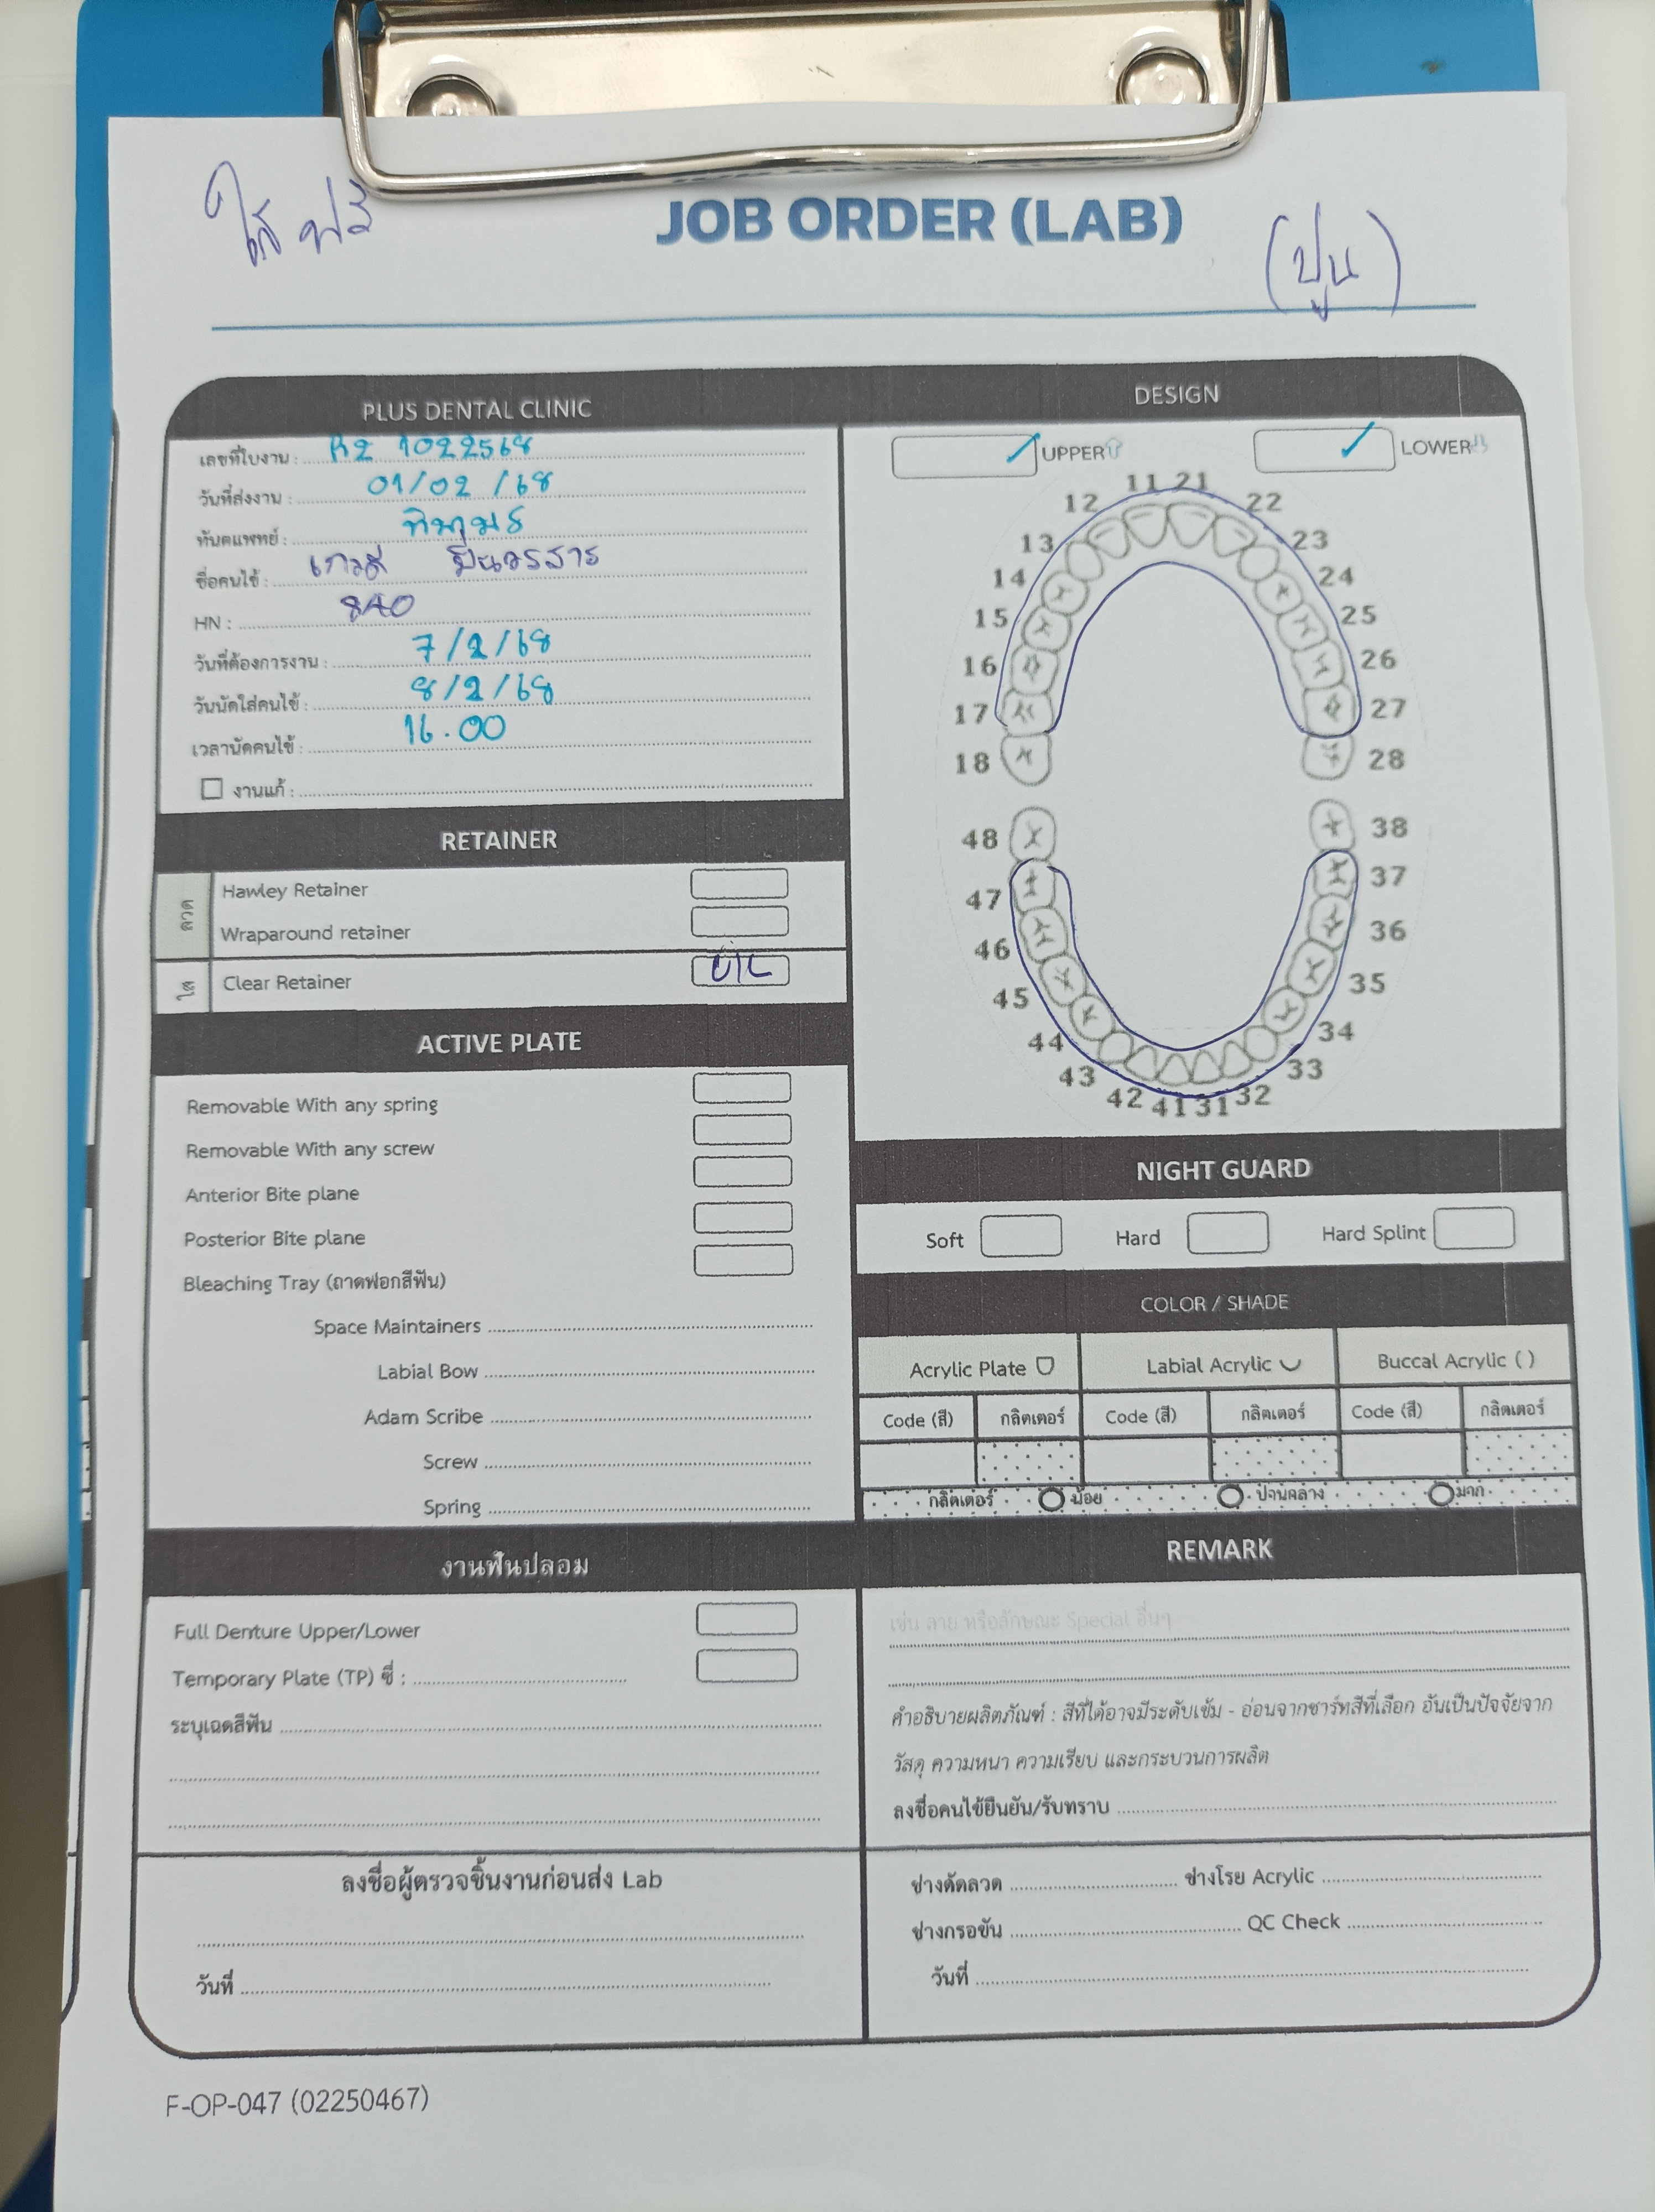 ใส ฟรี
JOB ORDER (LAB)
(ปูน)
PLUS DENTAL CLINIC
เลขที่ใบงาน : R2 1022568
วันที่ส่งงาน : 01/02 /68
ทันตแพทย์ :
ชื่อคนไข้ :
HN : 840
วันที่ต้องการงาน : 7/2/68
วันนัดใส่คนไข้ : 8/2/68
เวลานัดคนไข้ : 16.00
งานแก้ :
DESIGN
UPPER
LOWER
11 21
12 22
13 23
14 24
15 25
16 26
17 27
18 28
48 38
47 37
46 36
45 35
44 34
43 33
42 41 31 32
RETAINER
ลวด
Hawley Retainer
Wraparound retainer
ใส
Clear Retainer U/L
ACTIVE PLATE
Removable With any spring
Removable With any screw
Anterior Bite plane
Posterior Bite plane
Bleaching Tray (ถาดฟอกสีฟัน)
Space Maintainers
Labial Bow
Adam Scribe
Screw
Spring
NIGHT GUARD
Soft Hard Hard Splint
COLOR / SHADE
Acrylic Plate Labial Acrylic Buccal Acrylic ( )
Code (สี) กลิตเตอร์ Code (สี) กลิตเตอร์ Code (สี) กลิตเตอร์
กลิตเตอร์ น้อย ปานกลาง มาก
งานฟันปลอม
Full Denture Upper/Lower
Temporary Plate (TP) ซี่ :
ระบุเฉดสีฟัน
REMARK
เช่น ลาย หรือลักษณะ Special อื่นๆ
คำอธิบายผลิตภัณฑ์ : สีที่ได้อาจมีระดับเข้ม - อ่อนจากชาร์ทสีที่เลือก อันเป็นปัจจัยจาก
วัสดุ ความหนา ความเรียบ และกระบวนการผลิต
ลงชื่อคนไข้ยืนยัน/รับทราบ
ลงชื่อผู้ตรวจชิ้นงานก่อนส่ง Lab
วันที่
ช่างดัดลวด ช่างโรย Acrylic
ช่างกรอขัน QC Check
วันที่
F-OP-047 (02250467)